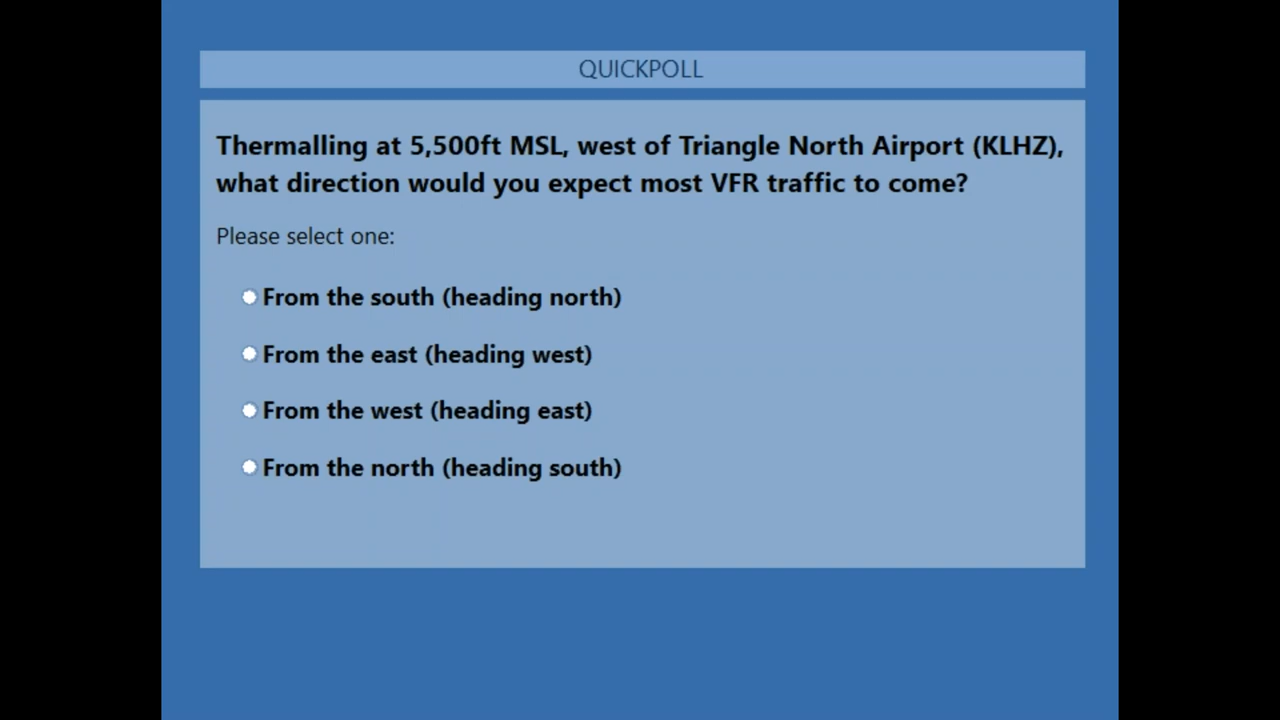 QUICKPOLL
Thermalling at 5,500ft MSL, west of Triangle North Airport (KLHZ),
what direction would you expect most VFR traffic to come?
Please select one:
From the south (heading north)
From the east (heading west)
From the west (heading east)
From the north (heading south)